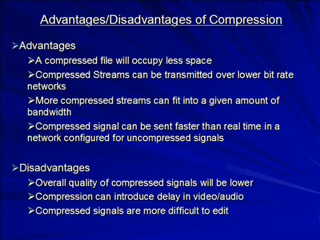 Advantages/Disadvantages of Compression
➢Advantages
➢A compressed file will occupy less space
➢Compressed Streams can be transmitted over lower bit rate
networks
➢More compressed streams can fit into a given amount of
bandwidth
➢Compressed signal can be sent faster than real time in a
network configured for uncompressed signals
➢Disadvantages
➢Overall quality of compressed signals will be lower
➢Compression can introduce delay in video/audio
➢Compressed signals are more difficult to edit